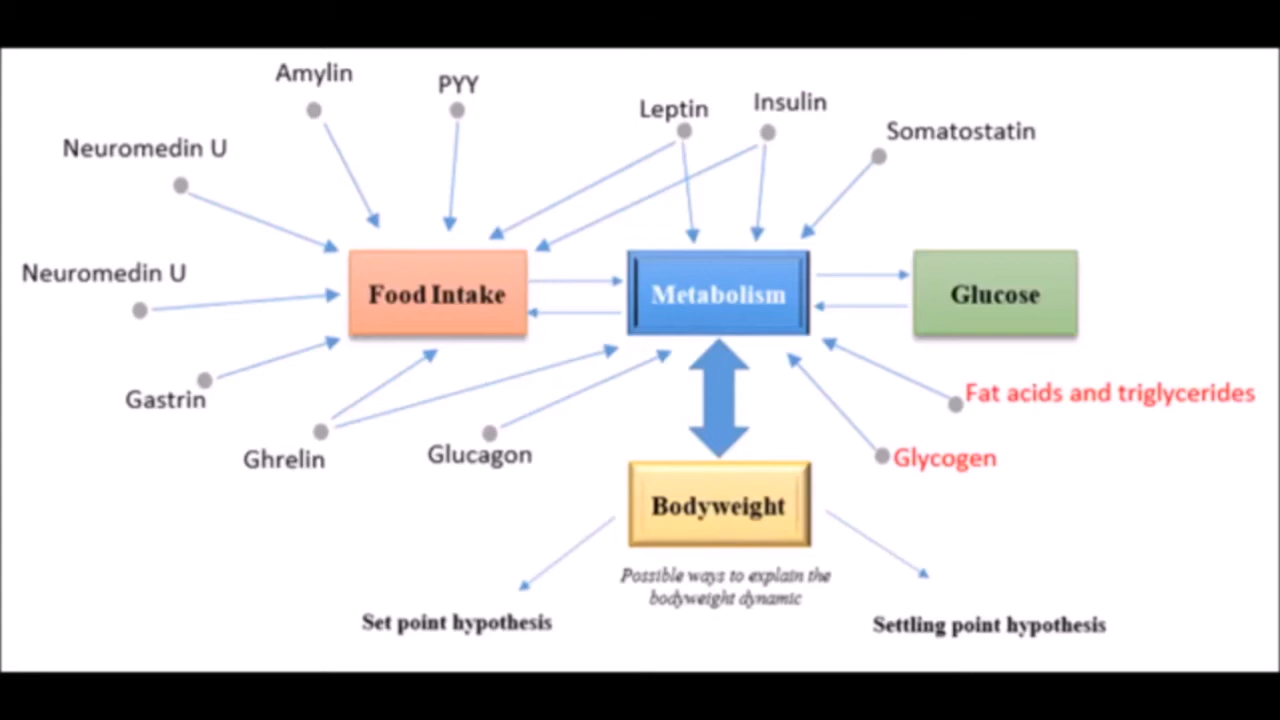 Amylin
PYY
Leptin
Insulin
Somatostatin
Neuromedin U
Neuromedin U
Food Intake
Metabolism
Glucose
Gastrin
Ghrelin
Glucagon
Fat acids and triglycerides
Glycogen
Bodyweight
Possible ways to explain the
bodyweight dynamic
Set point hypothesis
Settling point hypothesis